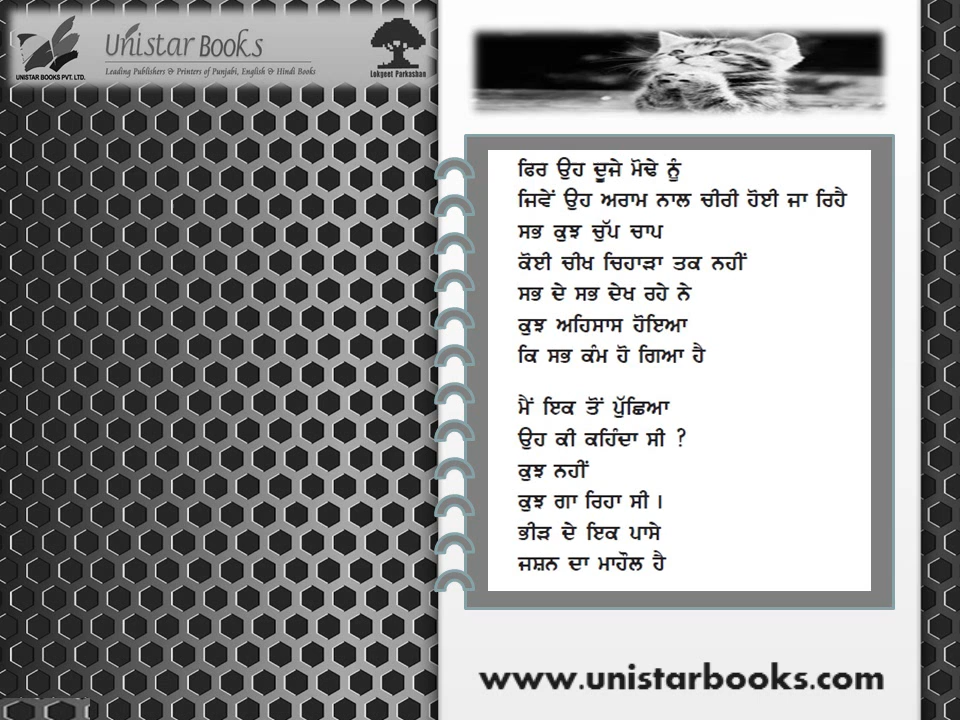 UNISTAR BOOKS PVT. LTD.
Unistar Books
Leading Publishers & Printers of Punjabi, English & Hindi Books
Lokgeet Parkashan
ਫਿਰ ਉਹ ਦੂਜੇ ਮੋਢੇ ਨੂੰ
ਜਿਵੇਂ ਉਹ ਅਰਾਮ ਨਾਲ ਚੀਰੀ ਹੋਈ ਜਾ ਰਿਹੈ
ਸਭ ਕੁਝ ਚੁੱਪ ਚਾਪ
ਕੋਈ ਚੀਖ ਚਿਹਾੜਾ ਤਕ ਨਹੀਂ
ਸਭ ਦੇ ਸਭ ਦੇਖ ਰਹੇ ਨੇ
ਕੁਝ ਅਹਿਸਾਸ ਹੋਇਆ
ਕਿ ਸਭ ਕੰਮ ਹੋ ਗਿਆ ਹੈ
ਮੈਂ ਇਕ ਤੋਂ ਪੁੱਛਿਆ
ਉਹ ਕੀ ਕਹਿੰਦਾ ਸੀ ?
ਕੁਝ ਨਹੀਂ
ਕੁਝ ਗਾ ਰਿਹਾ ਸੀ ।
ਭੀੜ ਦੇ ਇਕ ਪਾਸੇ
ਜਸ਼ਨ ਦਾ ਮਾਹੌਲ ਹੈ
www.unistarbooks.com